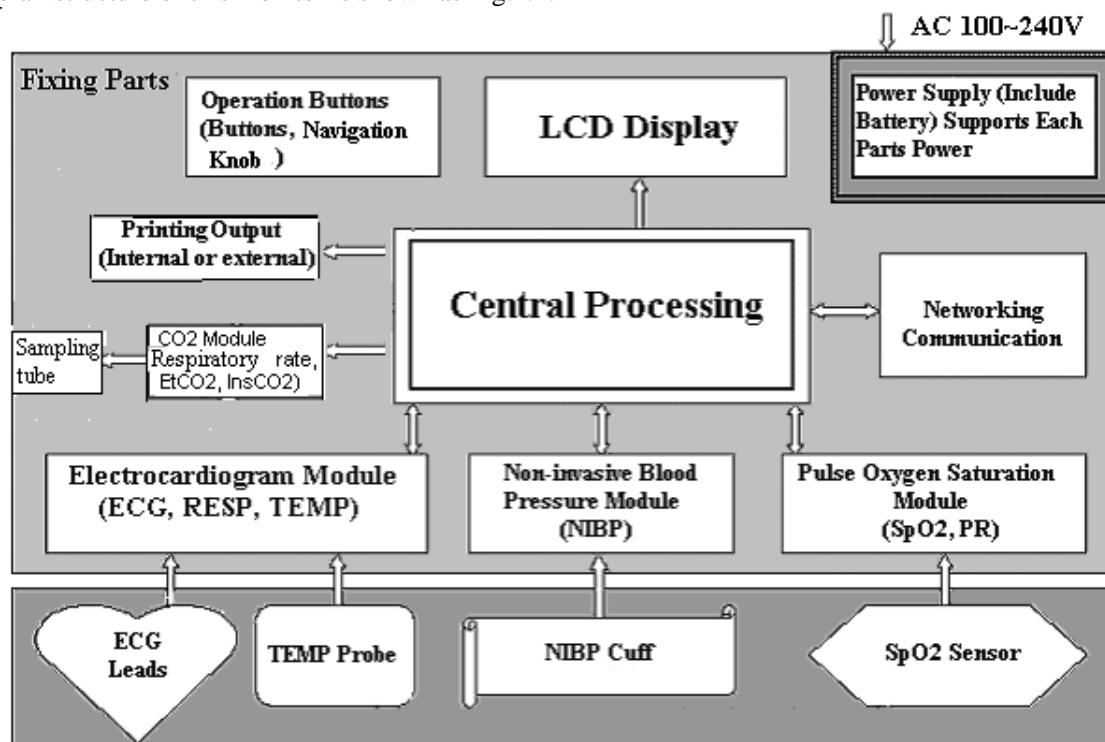 AC 100~240V
Fixing Parts
Operation Buttons
(Buttons, Navigation
Knob )
LCD Display
Power Supply (Include
Battery) Supports Each
Parts Power
Printing Output
(Internal or external)
Central Processing
Networking
Communication
Sampling
tube
CO2 Module
Respiratory rate,
EtCO2, InsCO2)
Electrocardiogram Module
(ECG, RESP, TEMP)
Non-invasive Blood
Pressure Module
(NIBP)
Pulse Oxygen Saturation
Module
(SpO2, PR)
ECG
Leads
TEMP Probe
NIBP Cuff
SpO2 Sensor